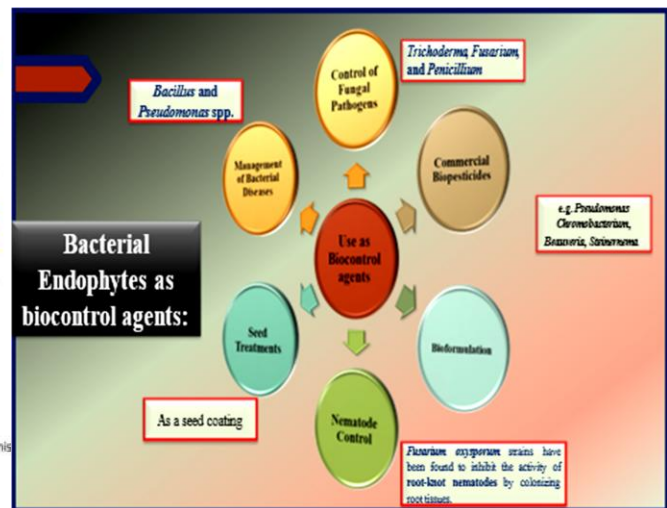 Trichoderma, Fusarium,
and Penicillium
Control of
Fungal
Pathogens
Bacillus and
Pseudomonas spp.
Management
of Bacterial
Diseases
Commercial
Biopesticides
e.g. Pseudomonas
Chromobacterium,
Beauveria, Steinernema
Use as
Biocontrol
agents
Bacterial
Endophytes as
biocontrol agents:
Seed
Treatments
Bioformulation
As a seed coating
Nematode
Control
Fusarium oxysporum strains have
been found to inhibit the activity of
root-knot nematodes by colonizing
root tissues.